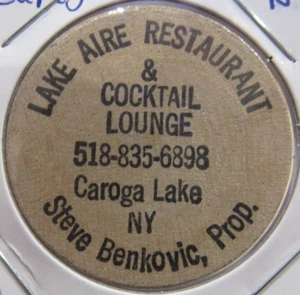 LAKE AIRE RESTAURANT
&
COCKTAIL
LOUNGE
518-835-6898
Caroga Lake
NY
Steve Benkovic, Prop.